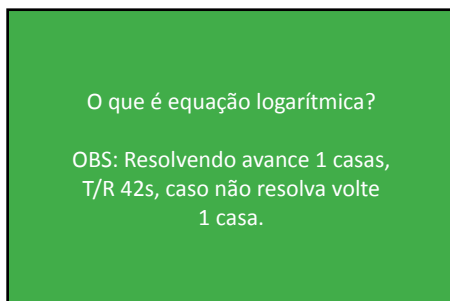 O que é equação logarítmica?
OBS: Resolvendo avance 1 casas,
T/R 42s, caso não resolva volte
1 casa.